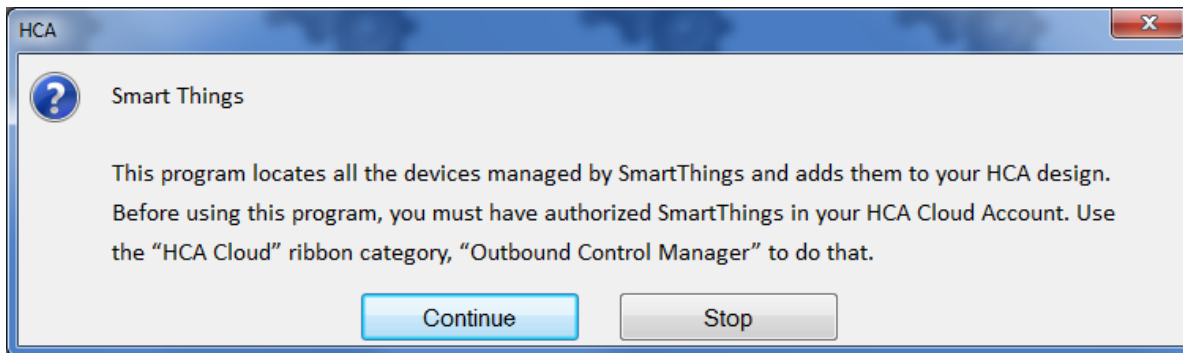 HCA
Smart Things
This program locates all the devices managed by SmartThings and adds them to your HCA design.
Before using this program, you must have authorized SmartThings in your HCA Cloud Account. Use
the “HCA Cloud” ribbon category, “Outbound Control Manager” to do that.
Continue
Stop